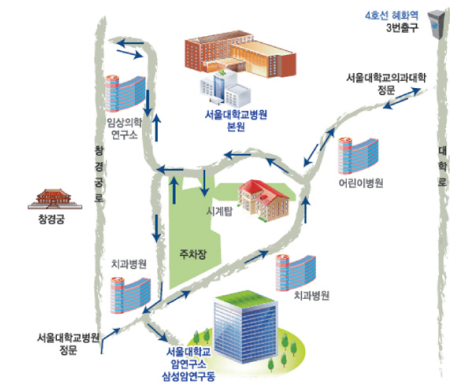 4호선 혜화역
3번출구
서울대학교의과대학
정문
서울대학교병원
본원
임상의학
연구소
창경궁로
대학로
어린이병원
창경궁
시계탑
주차장
치과병원
치과병원
서울대학교병원
정문
서울대학교
암연구소
삼성암연구동